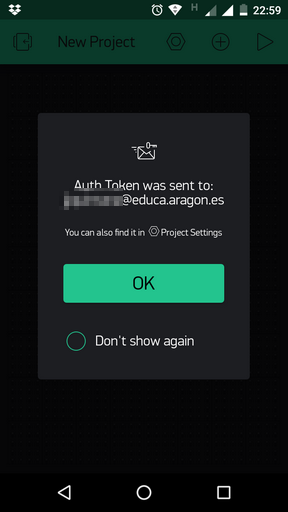 H
22:59
New Project
Auth Token was sent to:
@educa.aragon.es
You can also find it in Project Settings
OK
Don't show again